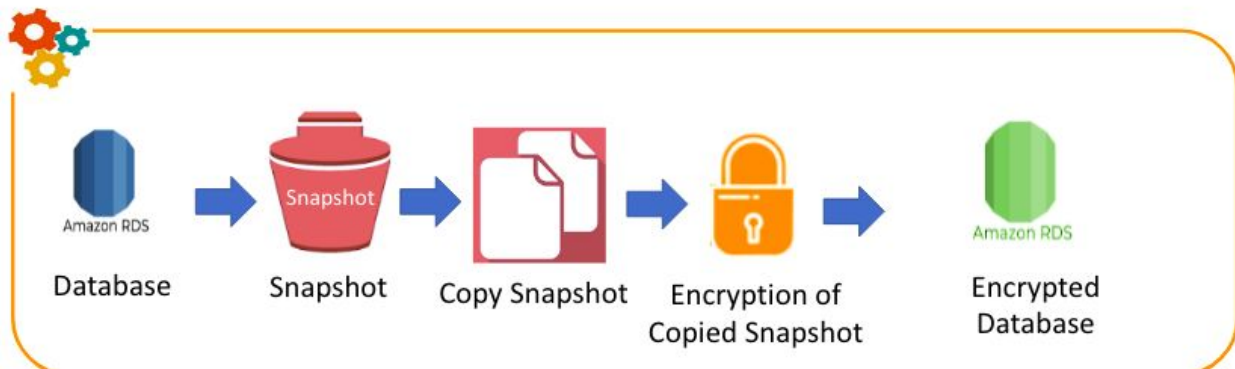 Snapshot
Amazon RDS
Amazon RDS
Database
Snapshot
Copy Snapshot
Encryption of
Copied Snapshot
Encrypted
Database